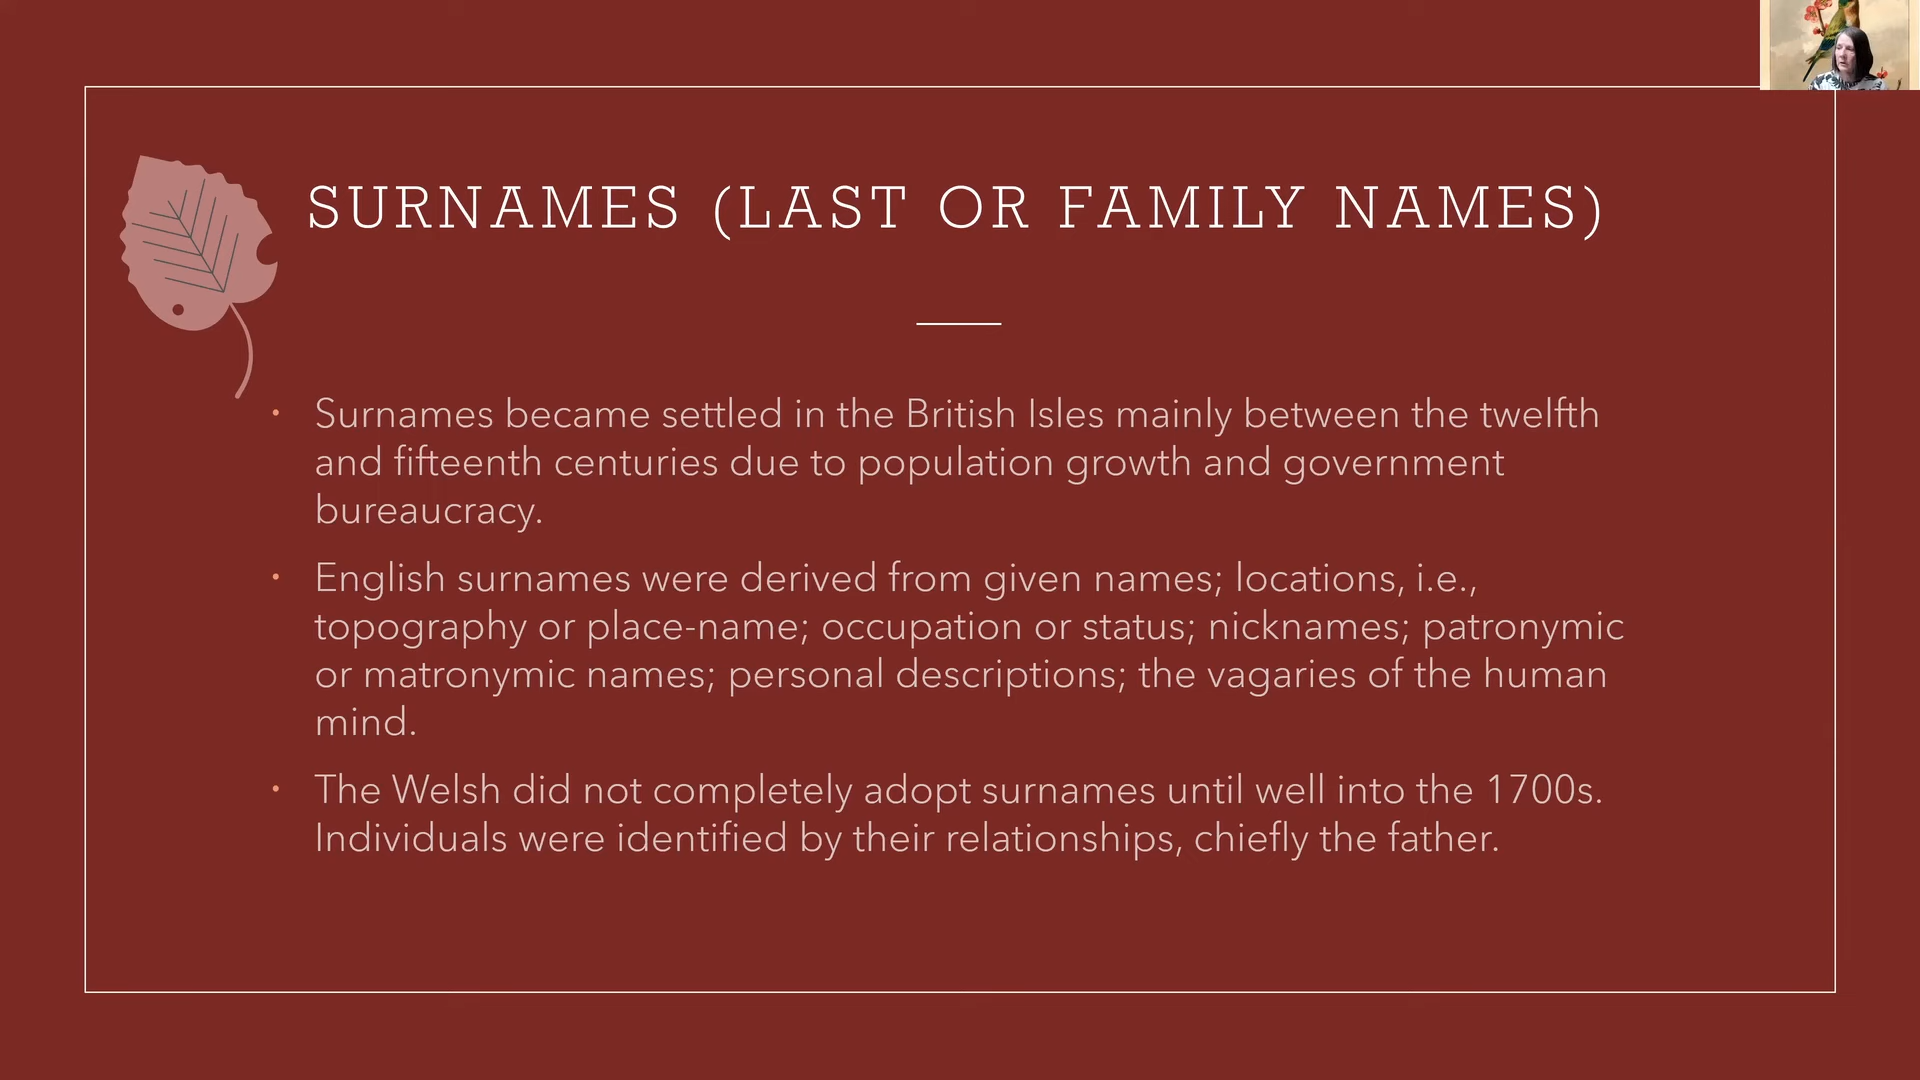 SURNAMES (LAST OR FAMILY NAMES)
• Surnames became settled in the British Isles mainly between the twelfth
and fifteenth centuries due to population growth and government
bureaucracy.
• English surnames were derived from given names; locations, i.e.,
topography or place-name; occupation or status; nicknames; patronymic
or matronymic names; personal descriptions; the vagaries of the human
mind.
• The Welsh did not completely adopt surnames until well into the 1700s.
Individuals were identified by their relationships, chiefly the father.